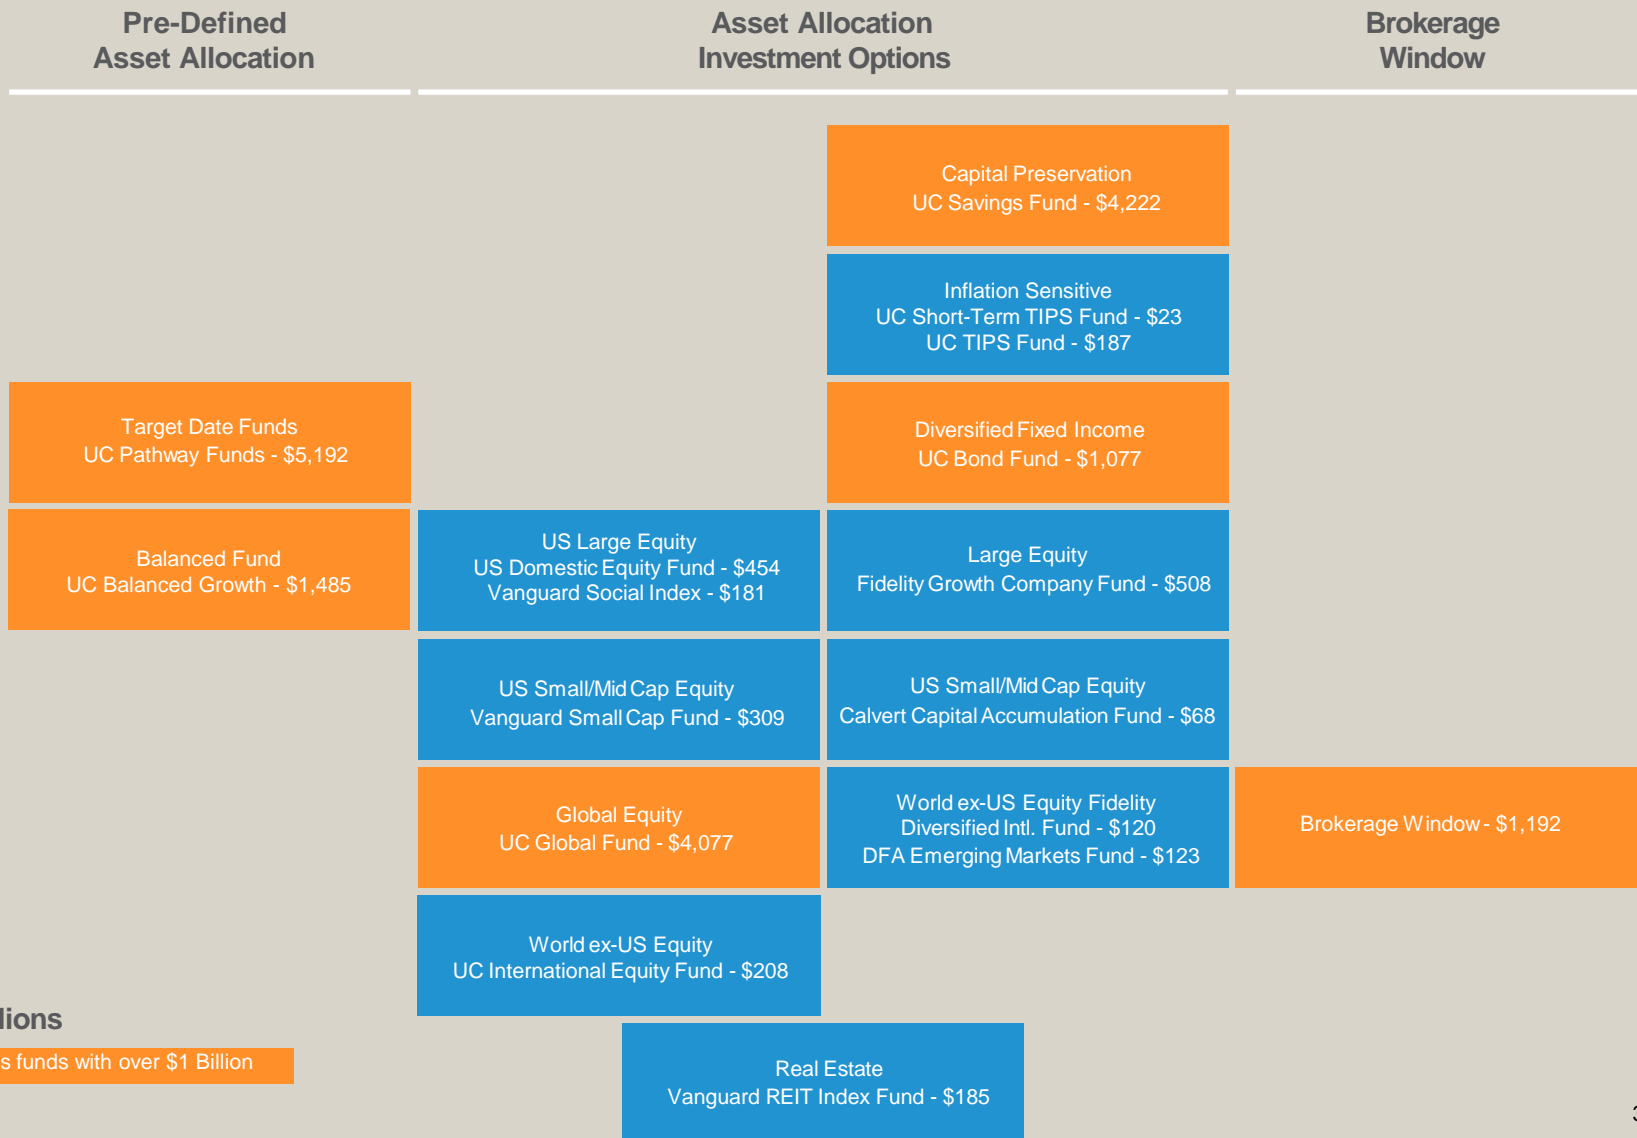 Pre-Defined
Asset Allocation
Asset Allocation
Investment Options
Brokerage
Window
Capital Preservation
UC Savings Fund - $4,222
Inflation Sensitive
UC Short-Term TIPS Fund - $23
UC TIPS Fund - $187
Target Date Funds
UC Pathway Funds - $5,192
Diversified Fixed Income
UC Bond Fund - $1,077
Balanced Fund
UC Balanced Growth - $1,485
US Large Equity
US Domestic Equity Fund - $454
Vanguard Social Index - $181
Large Equity
Fidelity Growth Company Fund - $508
US Small/Mid Cap Equity
Vanguard Small Cap Fund - $309
US Small/Mid Cap Equity
Calvert Capital Accumulation Fund - $68
Global Equity
UC Global Fund - $4,077
World ex-US Equity Fidelity
Diversified Intl. Fund - $120
DFA Emerging Markets Fund - $123
Brokerage Window - $1,192
World ex-US Equity
UC International Equity Fund - $208
funds with over $1 Billion
Real Estate
Vanguard REIT Index Fund - $185